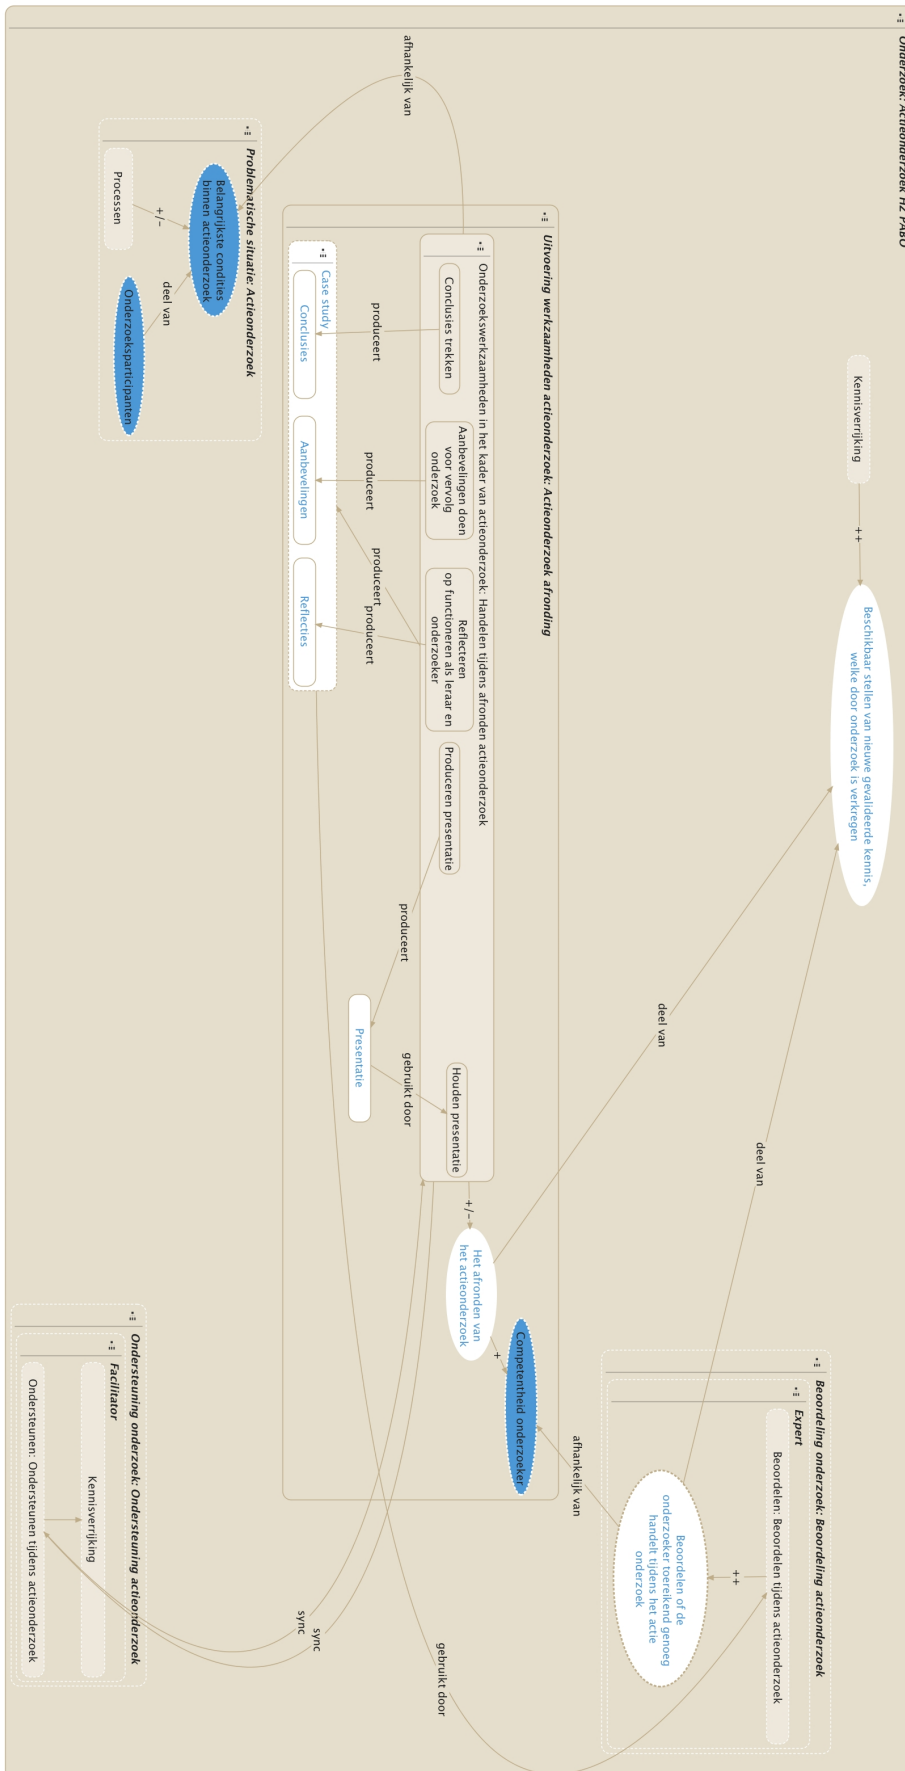 Onderzoek: Actieonderzoek HZ PABO
Kennisverrijking
++
Beschikbaar stellen van nieuwe gevalideerde kennis,
welke door onderzoek is verkregen
deel van
deel van
Beoordeling onderzoek: Beoordeling actieonderzoek
Expert
Beoordelen: Beoordelen tijdens actieonderzoek
++
Beoordelen of de
onderzoeker toereikend genoeg
handelt tijdens het actie
onderzoek
afhankelijk van
Uitvoering werkzaamheden actieonderzoek: Actieonderzoek afronding
Onderzoekswerkzaamheden in het kader van actieonderzoek: Handelen tijdens afronden actieonderzoek
Conclusies trekken
Aanbevelingen doen
voor vervolg
onderzoek
Reflecteren
op functioneren als leraar en
onderzoeker
Produceren presentatie
Houden presentatie
+/-
Het afronden van
het actieonderzoek
+
Competentheid onderzoeker
afhankelijk van
produceert
produceert
produceert
produceert
produceert
gebruikt door
Presentatie
Case study
Conclusies
Aanbevelingen
Reflecties
gebruikt door
sync
sync
Problematische situatie: Actieonderzoek
Belangrijkste condities
binnen actieonderzoek
+/-
deel van
Processen
Onderzoeksparticipanten
Ondersteuning onderzoek: Ondersteuning actieonderzoek
Facilitator
Kennisverrijking
Ondersteunen: Ondersteunen tijdens actieonderzoek